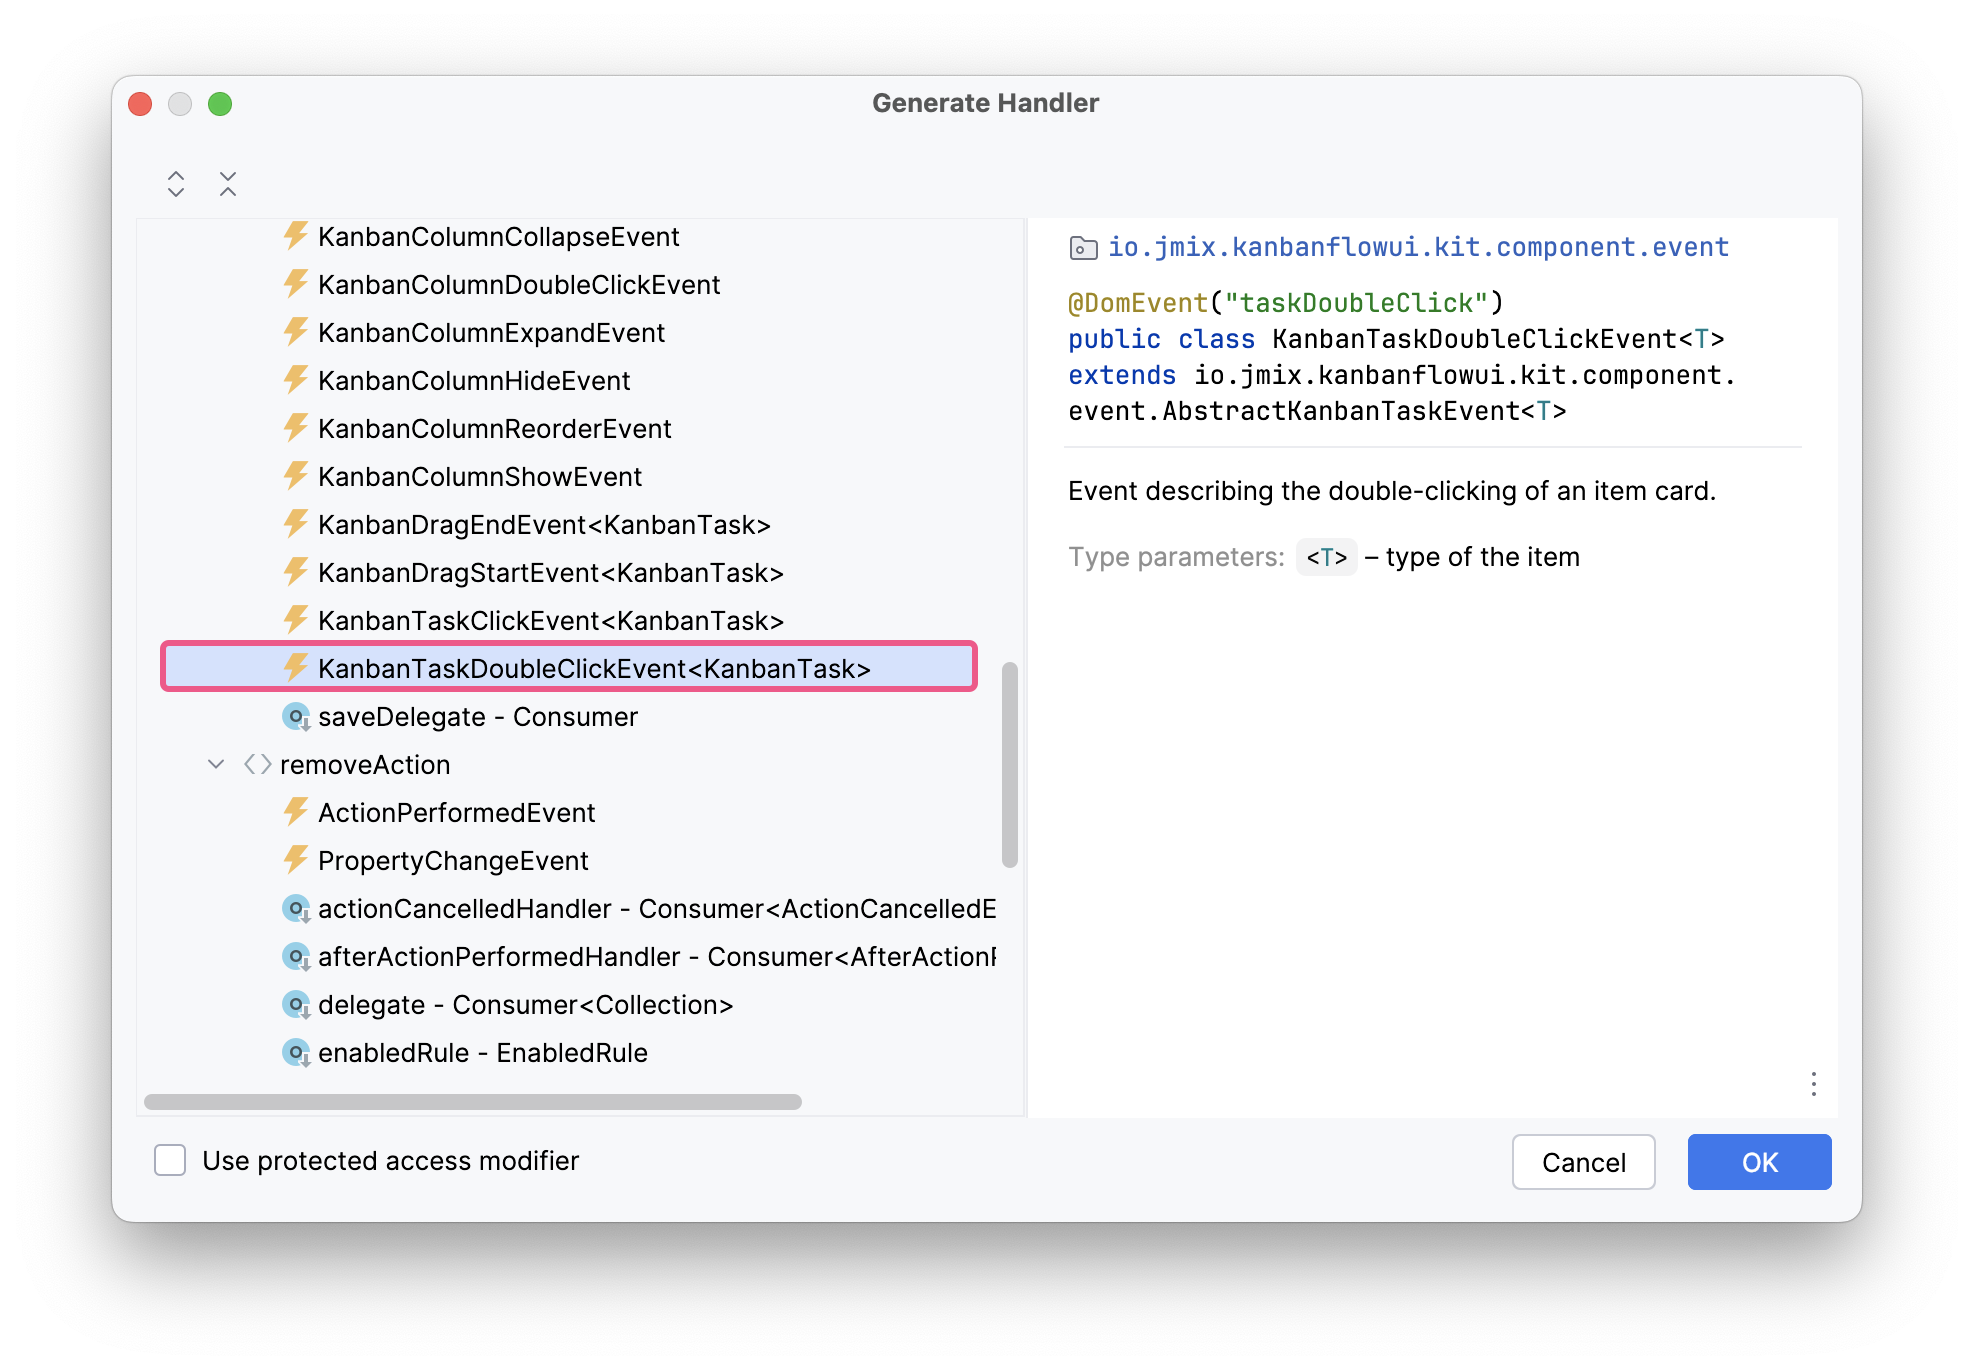 Generate Handler
KanbanColumnCollapseEvent
KanbanColumnDoubleClickEvent
KanbanColumnExpandEvent
KanbanColumnHideEvent
KanbanColumnReorderEvent
KanbanColumnShowEvent
KanbanDragEndEvent<KanbanTask>
KanbanDragStartEvent<KanbanTask>
KanbanTaskClickEvent<KanbanTask>
KanbanTaskDoubleClickEvent<KanbanTask>
saveDelegate - Consumer
removeAction
ActionPerformedEvent
PropertyChangeEvent
actionCancelledHandler - Consumer<ActionCancelledE
afterActionPerformedHandler - Consumer<AfterAction
delegate - Consumer<Collection>
enabledRule - EnabledRule
io.jmix.kanbanflowui.kit.component.event
@DomEvent("taskDoubleClick")
public class KanbanTaskDoubleClickEvent<T>
extends io.jmix.kanbanflowui.kit.component.
event.AbstractKanbanTaskEvent<T>
Event describing the double-clicking of an item card.
Type parameters: <T> – type of the item
Use protected access modifier
Cancel
OK